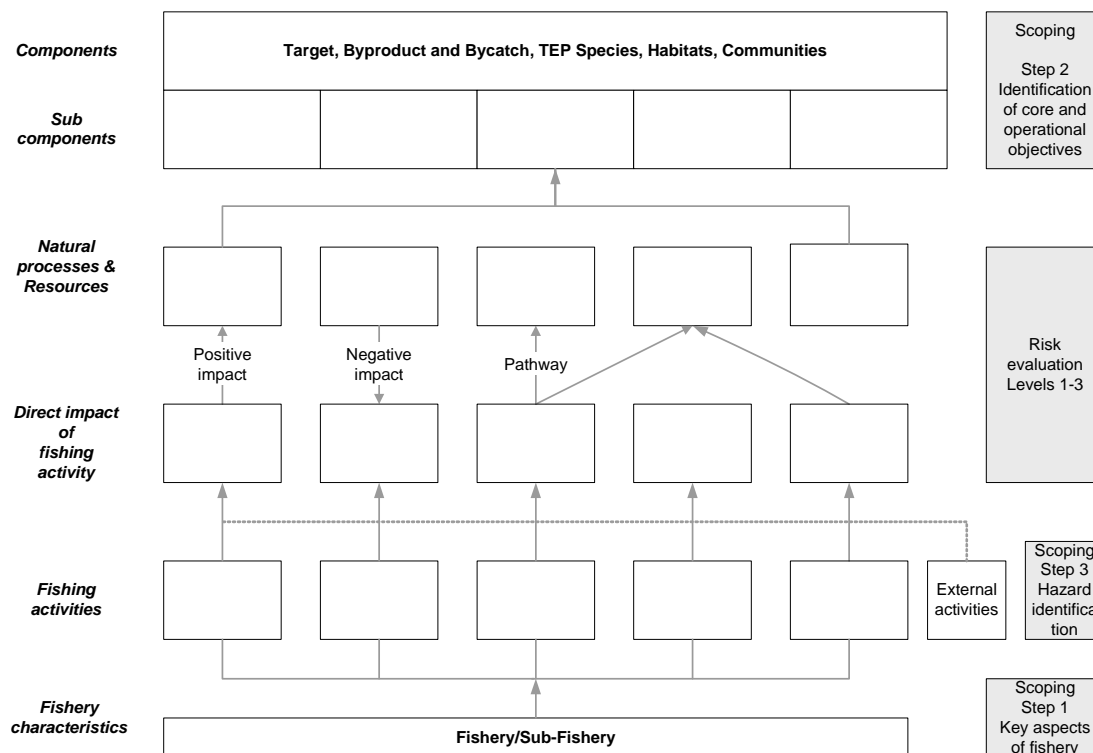 Components
Target, Byproduct and Bycatch, TEP Species, Habitats, Communities
Scoping
Step 2
Identification
of core and
operational
objectives
Sub
components
Natural
processes &
Resources
Positive
impact
Negative
impact
Pathway
Risk
evaluation
Levels 1-3
Direct impact
of
fishing
activity
Fishing
activities
External
activities
Scoping
Step 3
Hazard
identifica
tion
Fishery
characteristics
Fishery/Sub-Fishery
Scoping
Step 1
Key aspects
of fishery